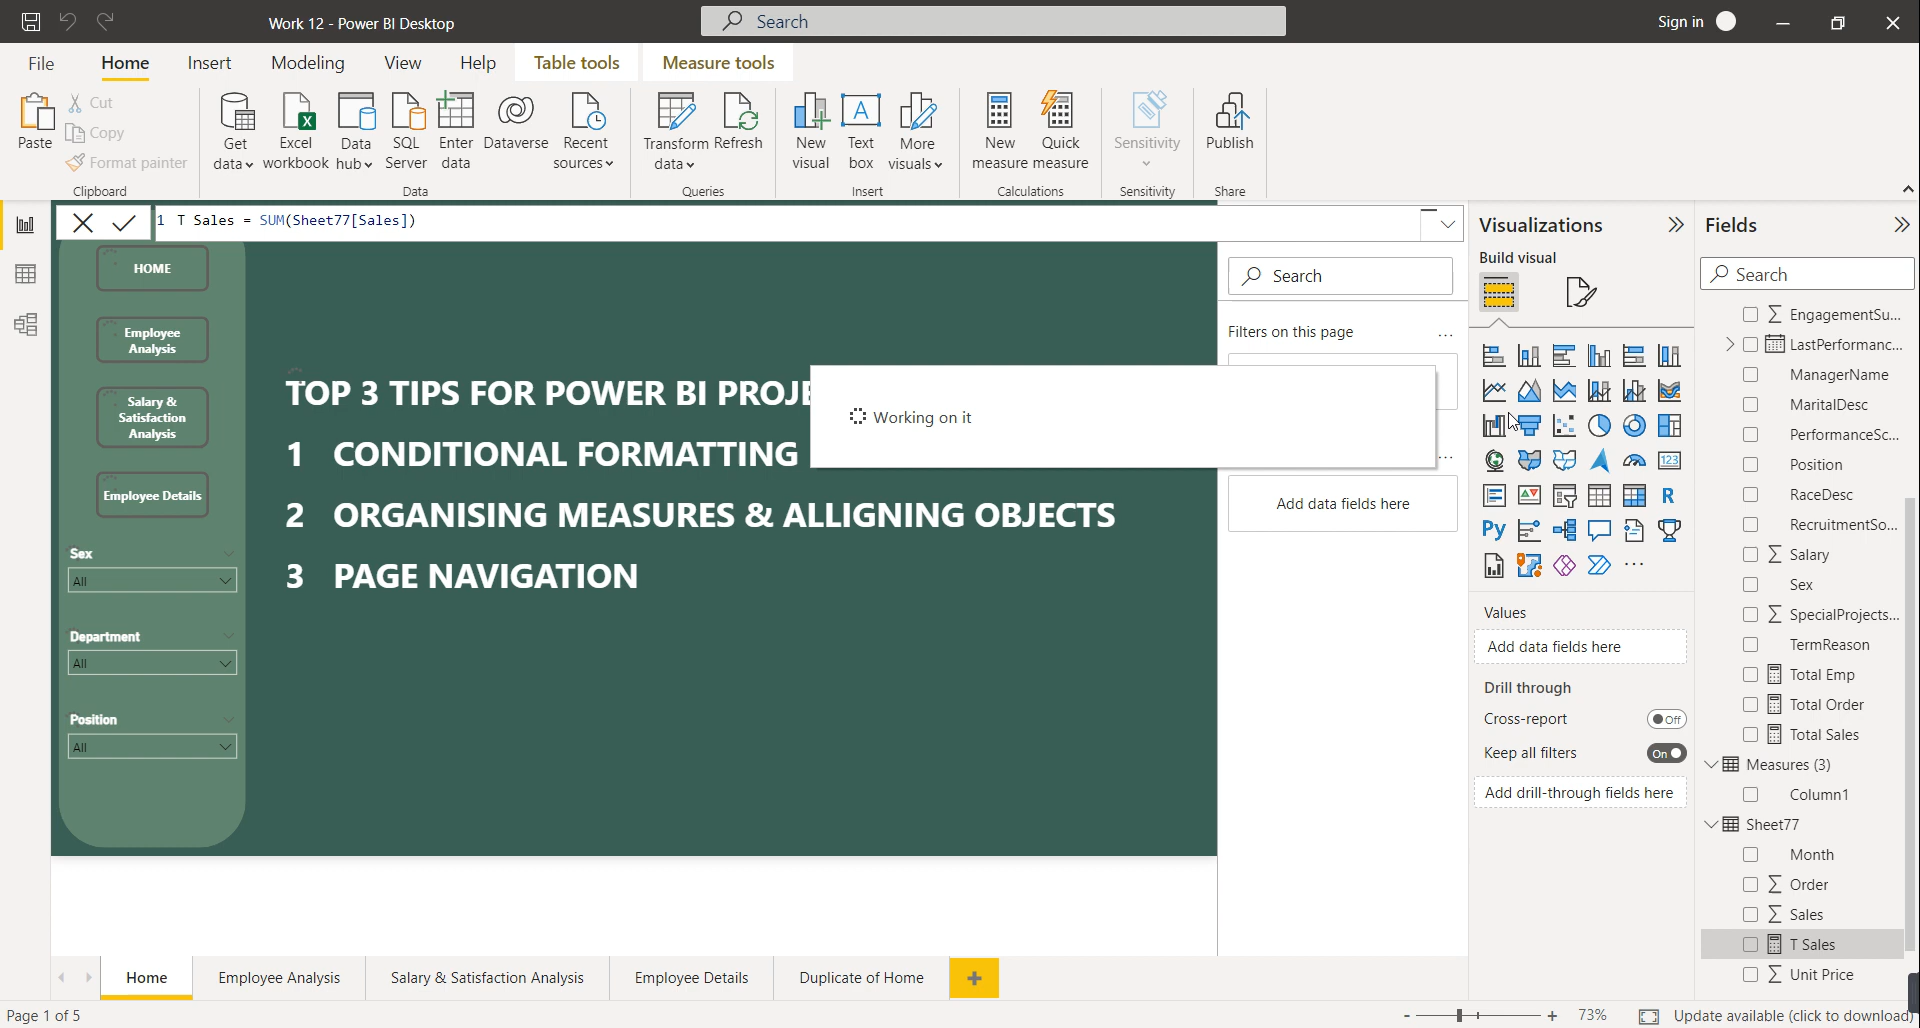 Work 12 - Power BI Desktop
Search
Sign in
File
Home
Insert
Modeling
View
Help
Table tools
Measure tools
Paste
Cut
Copy
Format painter
Clipboard
Get data
Excel workbook
Data hub
SQL Server
Enter data
Dataverse
Recent sources
Data
Transform data
Refresh
Queries
New visual
Text box
More visuals
Insert
New measure
Quick measure
Calculations
Sensitivity
Sensitivity
Publish
Share
1 T Sales = SUM(Sheet77[Sales])
HOME
Employee
Analysis
Salary &
Satisfaction
Analysis
Employee Details
Sex
All
Department
All
Position
All
TOP 3 TIPS FOR POWER BI PROJE
1 CONDITIONAL FORMATTING
2 ORGANISING MEASURES & ALLIGNING OBJECTS
3 PAGE NAVIGATION
Working on it
Search
Filters on this page
...
...
Add data fields here
Visualizations
Build visual
123
R
Py
...
Values
Add data fields here
Drill through
Cross-report
Off
Keep all filters
On
Add drill-through fields here
Fields
Search
EngagementSu...
LastPerformanc...
ManagerName
MaritalDesc
PerformanceSc...
Position
RaceDesc
RecruitmentSo...
Salary
Sex
SpecialProjects...
TermReason
Total Emp
Total Order
Total Sales
Measures (3)
Column1
Sheet77
Month
Order
Sales
T Sales
Unit Price
Home
Employee Analysis
Salary & Satisfaction Analysis
Employee Details
Duplicate of Home
Page 1 of 5
- + 73%
Update available (click to download)